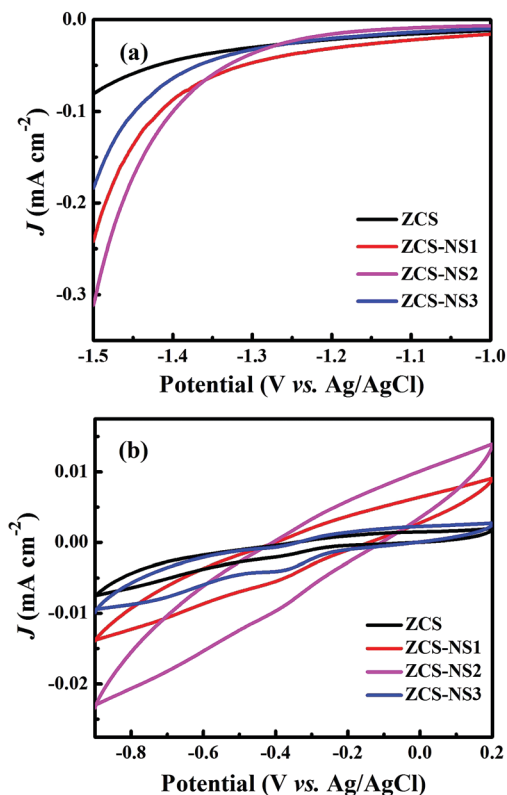 (a)
0.0
-0.1
-0.2
-0.3
J (mA cm⁻²)
ZCS
ZCS-NS1
ZCS-NS2
ZCS-NS3
-1.5 -1.4 -1.3 -1.2 -1.1 -1.0
Potential (V vs. Ag/AgCl)
(b)
0.01
0.00
-0.01
-0.02
J (mA cm⁻²)
ZCS
ZCS-NS1
ZCS-NS2
ZCS-NS3
-0.8 -0.6 -0.4 -0.2 0.0 0.2
Potential (V vs. Ag/AgCl)